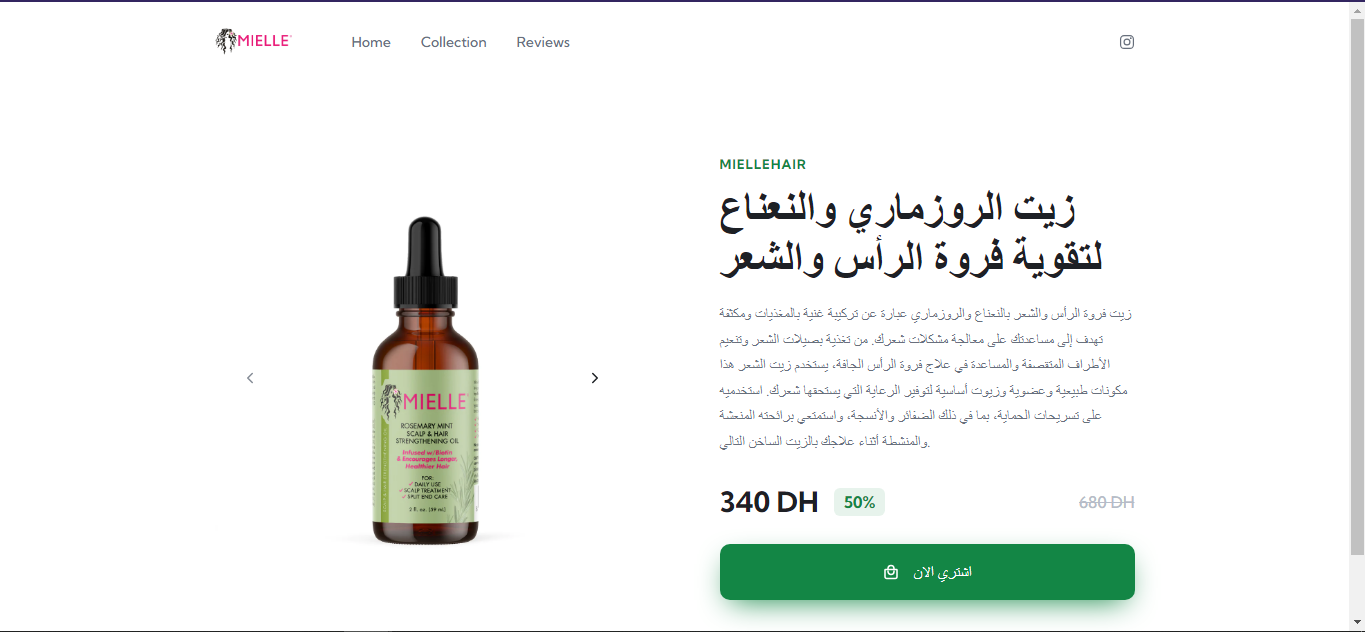 MIELLE
Home
Collection
Reviews
MIELLEHAIR
زيت الروزماري والنعناع
لتقوية فروة الرأس والشعر
زيت فروة الرأس والشعر بالنعناع والروزماري عبارة عن تركيبة غنية بالمغذيات ومكثفة
تهدف إلى مساعدتك على معالجة مشكلات شعرك. من تغذية بصيلات الشعر وتنعيم
الأطراف المتقصفة والمساعدة في علاج فروة الرأس الجافة، يستخدم زيت الشعر هذا
مكونات طبيعية وعضوية وزيوت أساسية لتوفير الرعاية التي يستحقها شعرك. استخدميه
على تسريحات الحماية، بما في ذلك الضفائر والأنسجة، واستمتعي برائحته المنعشة
والمنشطة أثناء علاجك بالزيت الساخن التالي.
340 DH
50%
680 DH
اشتري الان
MIELLE
ROSEMARY MINT
SCALP & HAIR
STRENGTHENING OIL
Infused w/Biotin
& Encourages Longer,
Healthier Hair
FOR:
DAILY USE
SCALP TREATMENT
SPLIT END CARE
2 fl. oz. (59 ml)